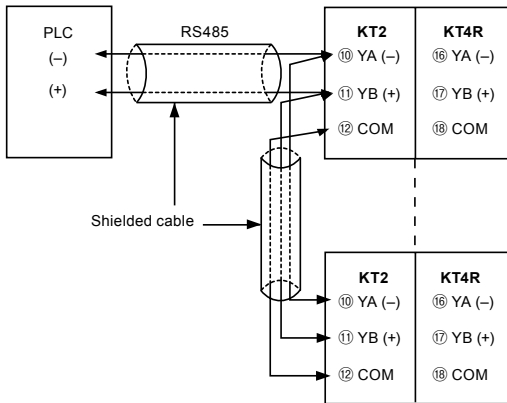 PLC
(–)
(+)
RS485
KT2 KT4R
⑩ YA (–) ⑯ YA (–)
⑪ YB (+) ⑰ YB (+)
⑫ COM ⑱ COM
Shielded cable
KT2 KT4R
⑩ YA (–) ⑯ YA (–)
⑪ YB (+) ⑰ YB (+)
⑫ COM ⑱ COM